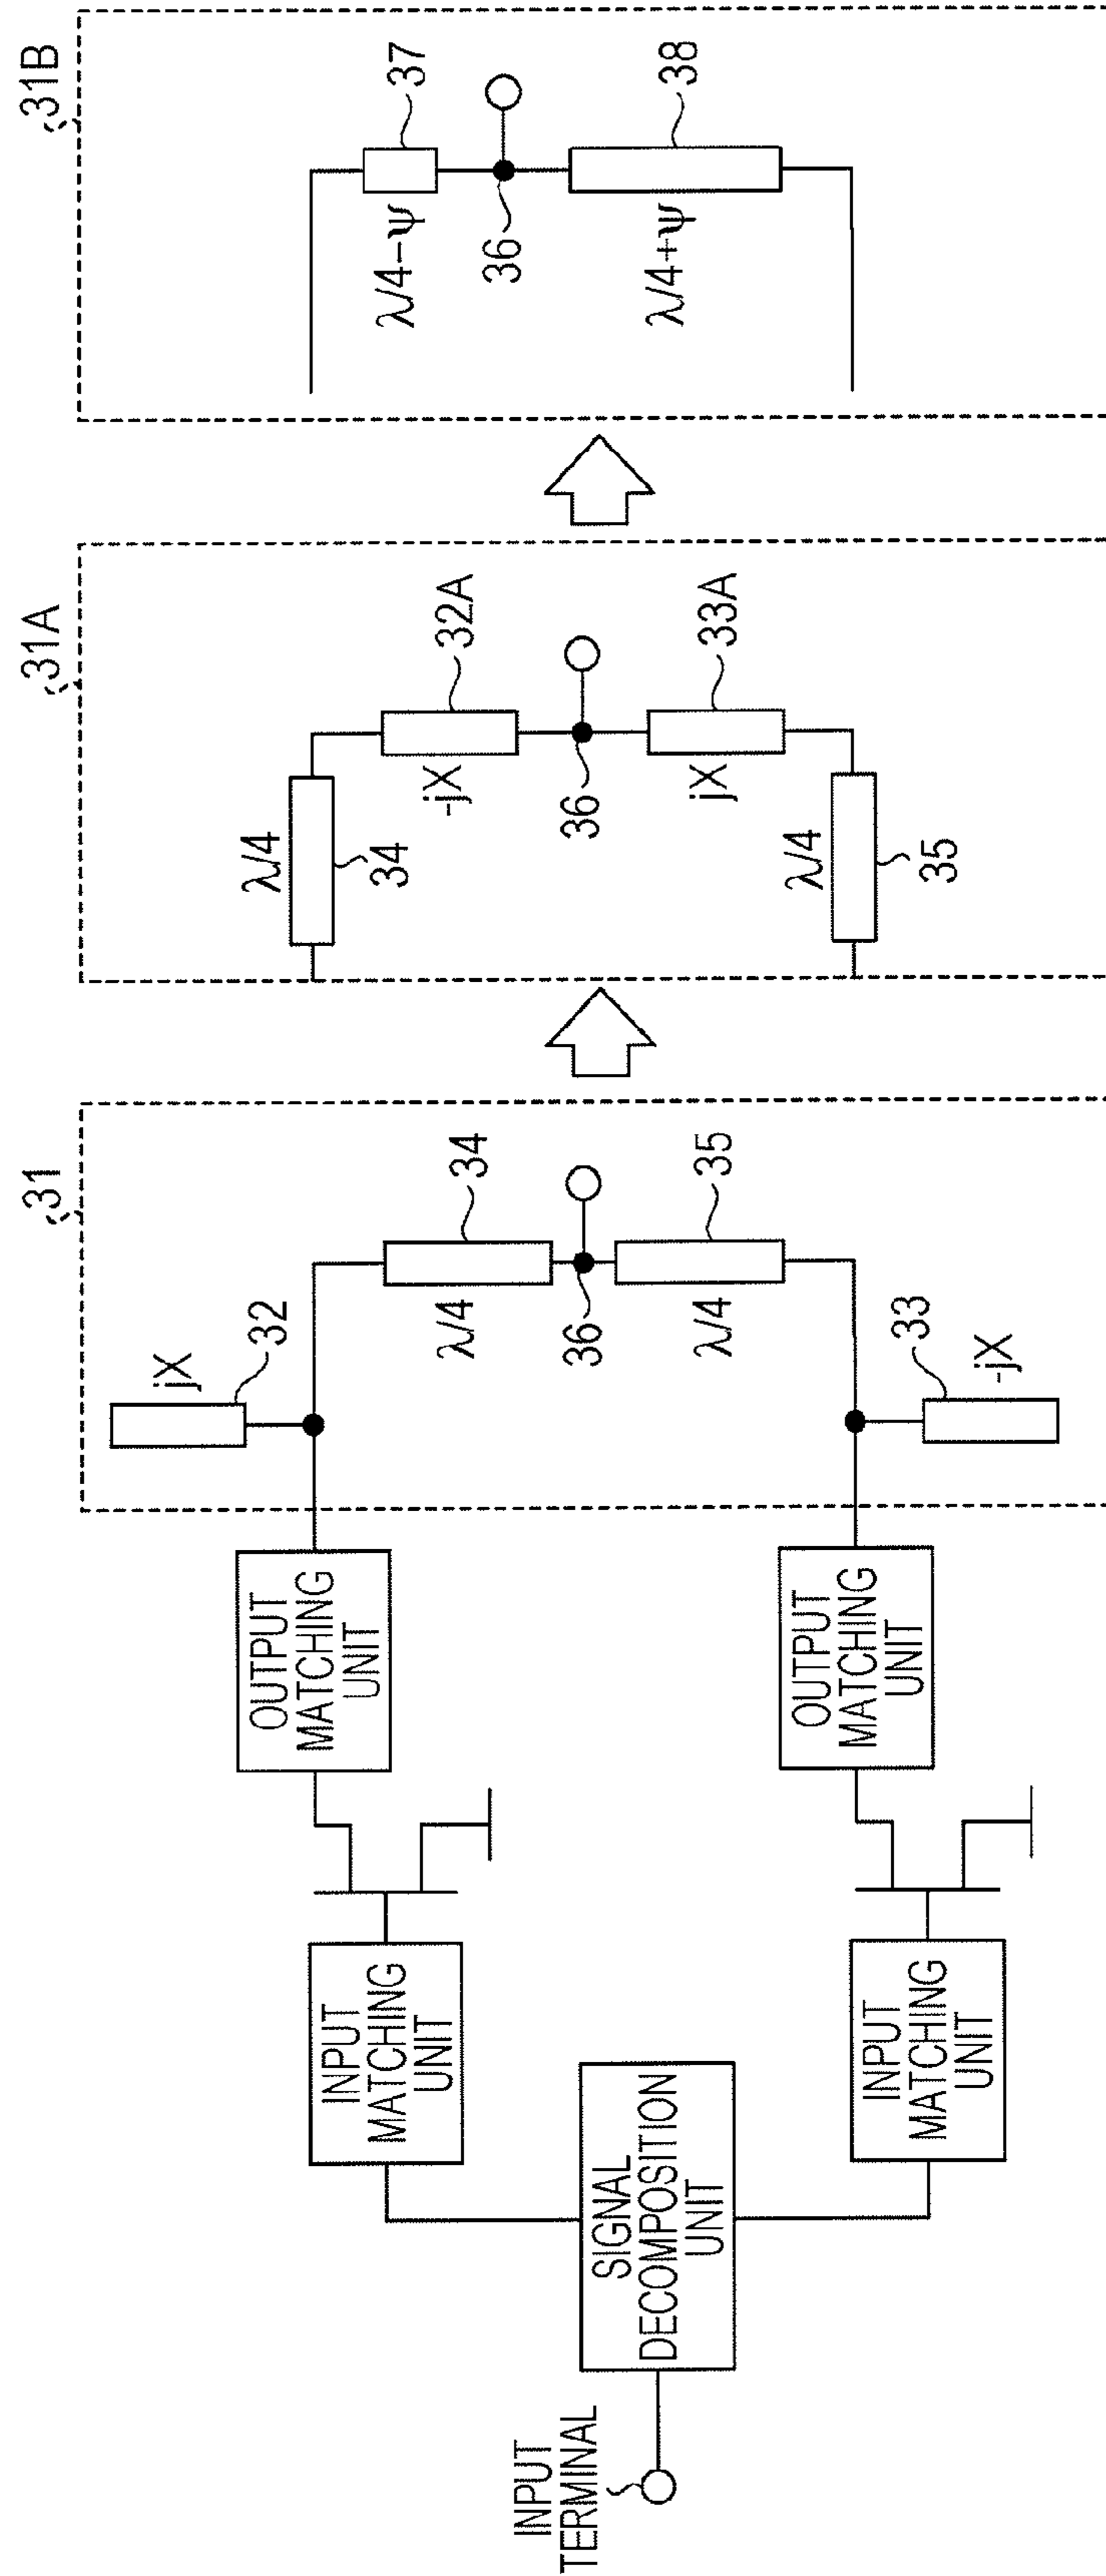 INPUT
TERMINAL
SIGNAL
DECOMPOSITION
UNIT
INPUT
MATCHING
UNIT
INPUT
MATCHING
UNIT
OUTPUT
MATCHING
UNIT
OUTPUT
MATCHING
UNIT
31
jX
32
34
λ/4
36
35
λ/4
33
-jX
31A
λ/4
34
32A
-jX
36
33A
jX
λ/4
35
31B
37
λ/4−ψ
36
38
λ/4+ψ